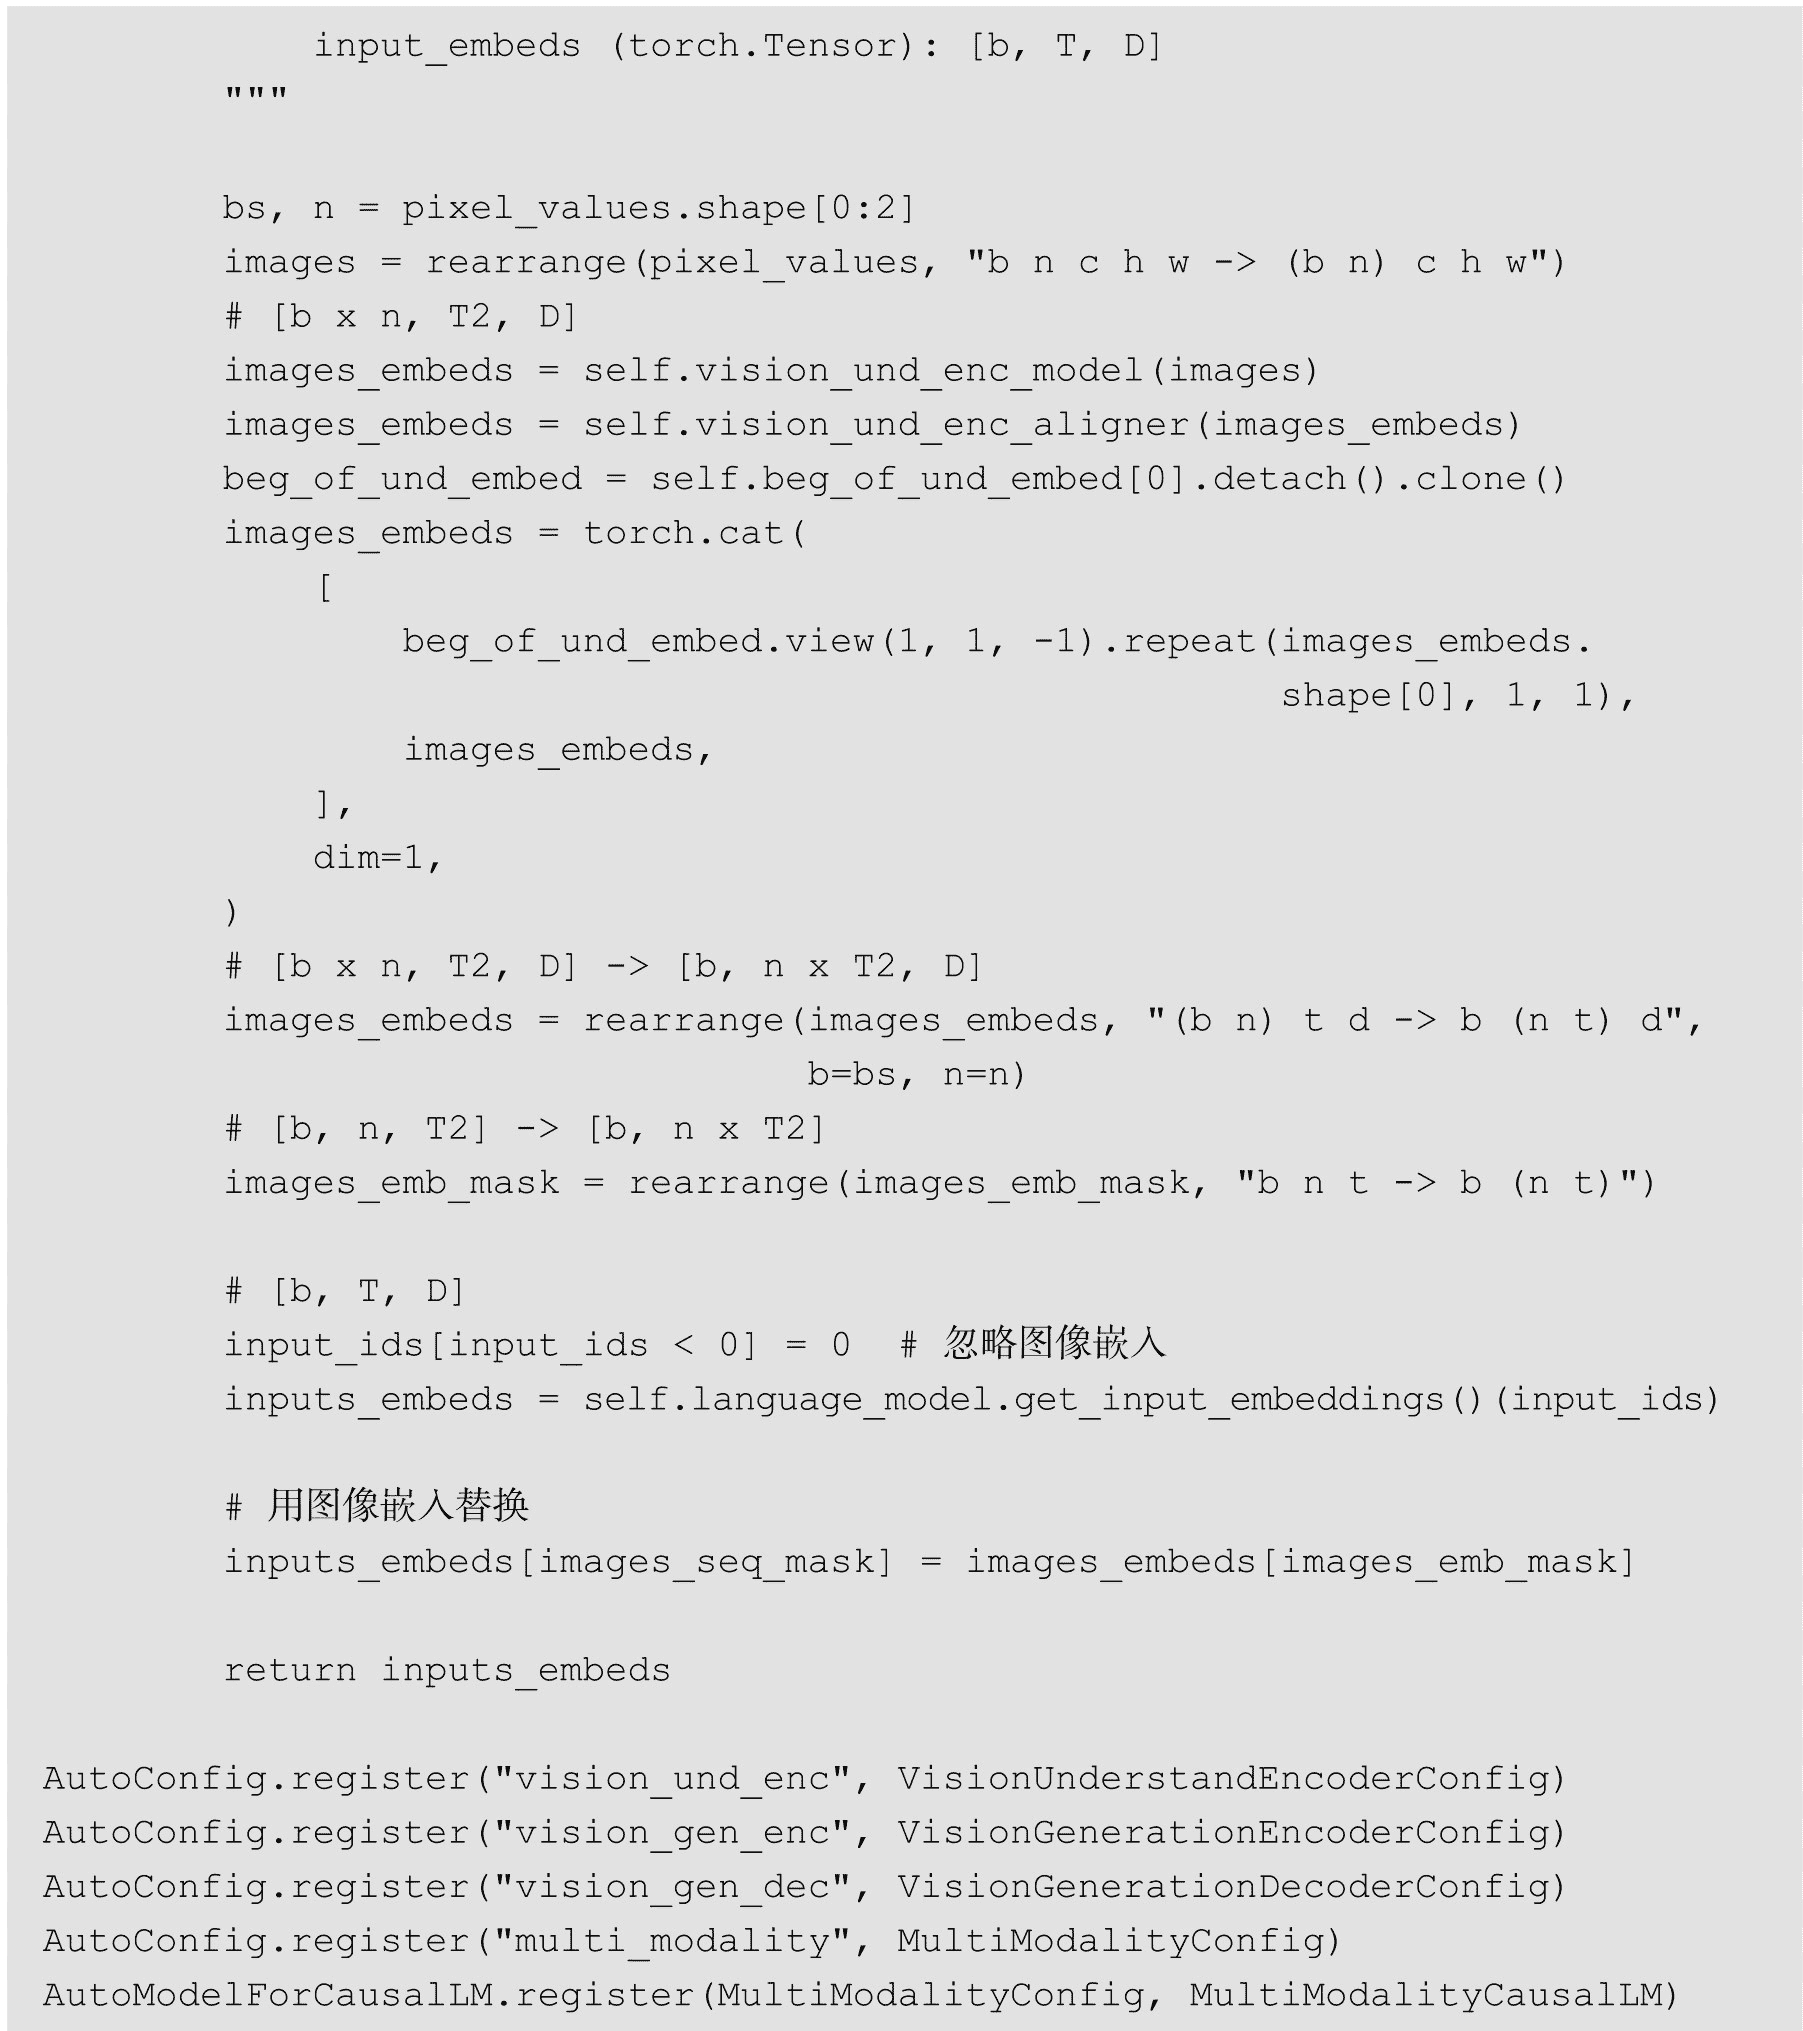 input_embeds (torch.Tensor): [b, T, D]
"""
bs, n = pixel_values.shape[0:2]
images = rearrange(pixel_values, "b n c h w -> (b n) c h w")
# [b x n, T2, D]
images_embeds = self.vision_und_enc_model(images)
images_embeds = self.vision_und_enc_aligner(images_embeds)
beg_of_und_embed = self.beg_of_und_embed[0].detach().clone()
images_embeds = torch.cat(
[
beg_of_und_embed.view(1, 1, -1).repeat(images_embeds.
shape[0], 1, 1),
images_embeds,
],
dim=1,
)
# [b x n, T2, D] -> [b, n x T2, D]
images_embeds = rearrange(images_embeds, "(b n) t d -> b (n t) d",
b=bs, n=n)
# [b, n, T2] -> [b, n x T2]
images_emb_mask = rearrange(images_emb_mask, "b n t -> b (n t)")
# [b, T, D]
input_ids[input_ids < 0] = 0  # 忽略图像嵌入
inputs_embeds = self.language_model.get_input_embeddings()(input_ids)
# 用图像嵌入替换
inputs_embeds[images_seq_mask] = images_embeds[images_emb_mask]
return inputs_embeds
AutoConfig.register("vision_und_enc", VisionUnderstandEncoderConfig)
AutoConfig.register("vision_gen_enc", VisionGenerationEncoderConfig)
AutoConfig.register("vision_gen_dec", VisionGenerationDecoderConfig)
AutoConfig.register("multi_modality", MultiModalityConfig)
AutoModelForCausalLM.register(MultiModalityConfig, MultiModalityCausalLM)